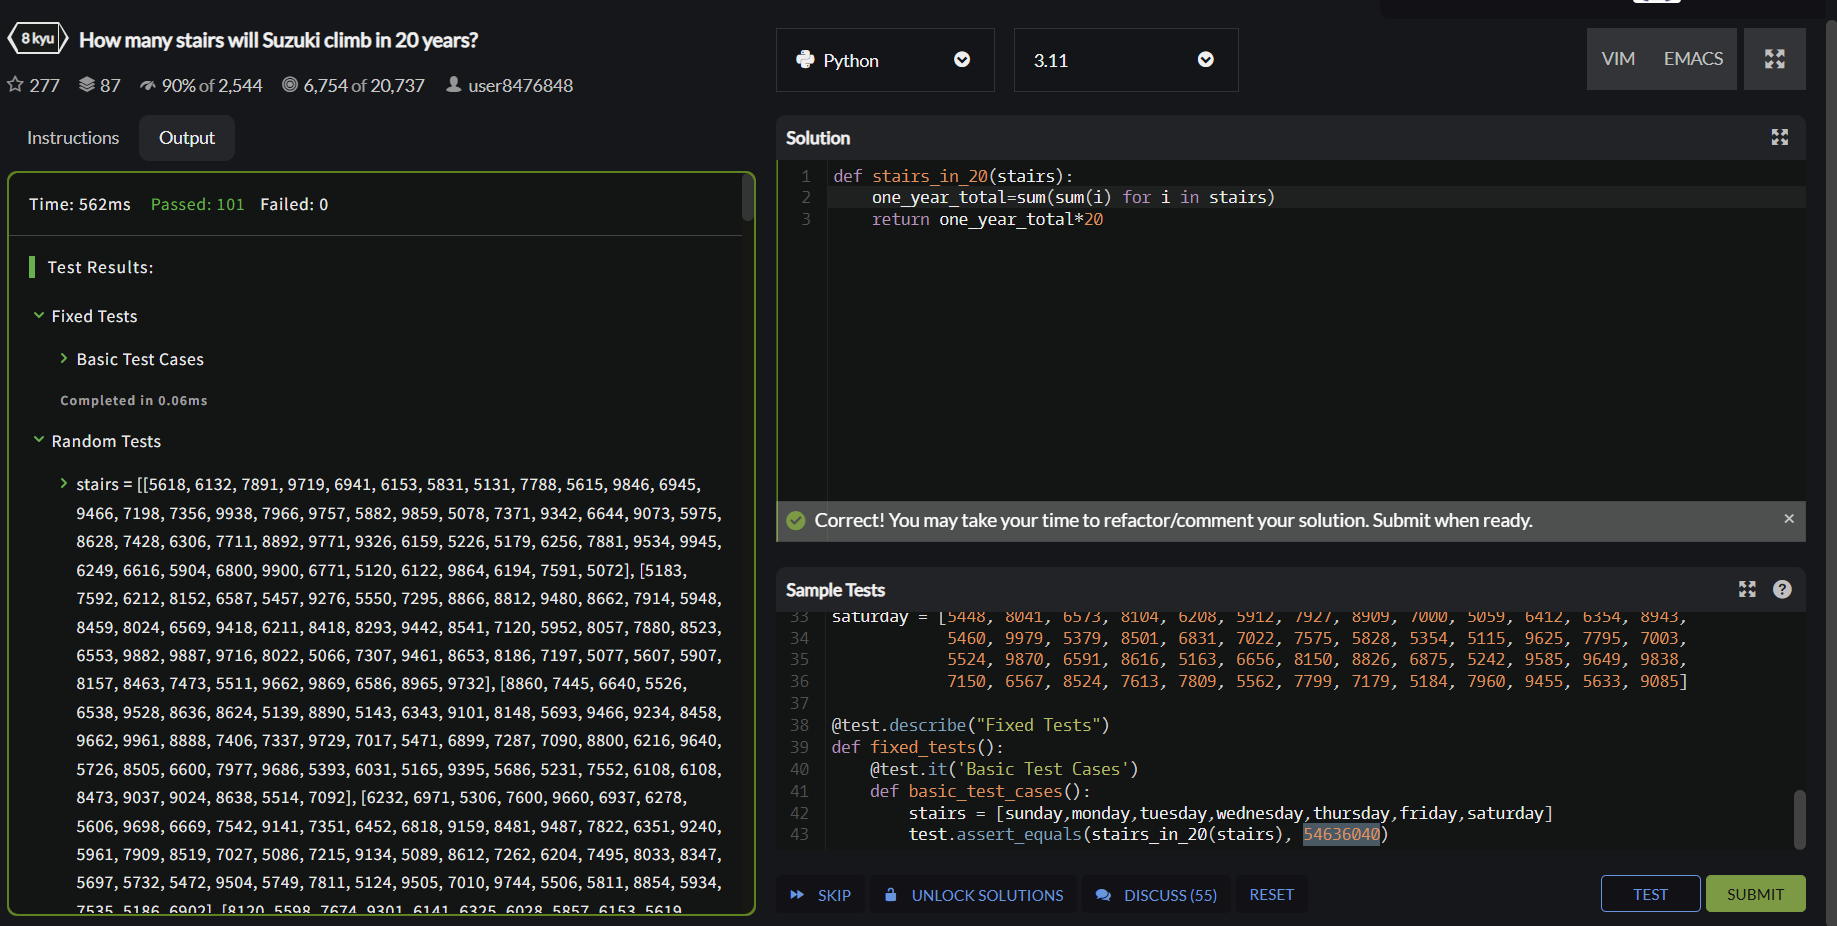 8 kyu How many stairs will Suzuki climb in 20 years?
277 87 90% of 2,544 6,754 of 20,737 user8476848
Instructions Output
Time: 562ms Passed: 101 Failed: 0
Test Results:
Fixed Tests
Basic Test Cases
Completed in 0.06ms
Random Tests
stairs = [[5618, 6132, 7891, 9719, 6941, 6153, 5831, 5131, 7788, 5615, 9846, 6945,
9466, 7198, 7356, 9938, 7966, 9757, 5882, 9859, 5078, 7371, 9342, 6644, 9073, 5975,
8628, 7428, 6306, 7711, 8892, 9771, 9326, 6159, 5226, 5179, 6256, 7881, 9534, 9945,
6249, 6616, 5904, 6800, 9900, 6771, 5120, 6122, 9864, 6194, 7591, 5072], [5183,
7592, 6212, 8152, 6587, 5457, 9276, 5550, 7295, 8866, 8812, 9480, 8662, 7914, 5948,
8459, 8024, 6569, 9418, 6211, 8418, 8293, 9442, 8541, 7120, 5952, 8057, 7880, 8523,
6553, 9882, 9887, 9716, 8022, 5066, 7307, 9461, 8653, 8186, 7197, 5077, 5607, 5907,
8157, 8463, 7473, 5511, 9662, 9869, 6586, 8965, 9732], [8860, 7445, 6640, 5526,
6538, 9528, 8636, 8624, 5139, 8890, 5143, 6343, 9101, 8148, 5693, 9466, 9234, 8458,
9662, 9961, 8888, 7406, 7337, 9729, 7017, 5471, 6899, 7287, 7090, 8800, 6216, 9640,
5726, 8505, 6600, 7977, 9686, 5393, 6031, 5165, 9395, 5686, 5231, 7552, 6108, 6108,
8473, 9037, 9024, 8638, 5514, 7092], [6232, 6971, 5306, 7600, 9660, 6937, 6278,
5606, 9698, 6669, 7542, 9141, 7351, 6452, 6818, 9159, 8481, 9487, 7822, 6351, 9240,
5961, 7909, 8519, 7027, 5086, 7215, 9134, 5089, 8612, 7262, 6204, 7495, 8033, 8347,
5697, 5732, 5472, 9504, 5749, 7811, 5124, 9505, 7010, 9744, 5506, 5811, 8854, 5934,
7535, 5186, 6902], [8120, 5598, 7674, 9301, 6141, 6325, 6028, 5857, 6153, 5619,
Python 3.11 VIM EMACS
Solution
1 def stairs_in_20(stairs):
2 one_year_total=sum(sum(i) for i in stairs)
3 return one_year_total*20
Correct! You may take your time to refactor/comment your solution. Submit when ready. ×
Sample Tests ?
33 saturday = [5448, 8041, 6573, 8104, 6208, 5912, 7927, 8909, 7000, 5059, 6412, 6354, 8943,
34 5460, 9979, 5379, 8501, 6831, 7022, 7575, 5828, 5354, 5115, 9625, 7795, 7003,
35 5524, 9870, 6591, 8616, 5163, 6656, 8150, 8826, 6875, 5242, 9585, 9649, 9838,
36 7150, 6567, 8524, 7613, 7809, 5562, 7799, 7179, 5184, 7960, 9455, 5633, 9085]
37
38 @test.describe("Fixed Tests")
39 def fixed_tests():
40 @test.it('Basic Test Cases')
41 def basic_test_cases():
42 stairs = [sunday,monday,tuesday,wednesday,thursday,friday,saturday]
43 test.assert_equals(stairs_in_20(stairs), 54636040)
SKIP UNLOCK SOLUTIONS DISCUSS (55) RESET TEST SUBMIT